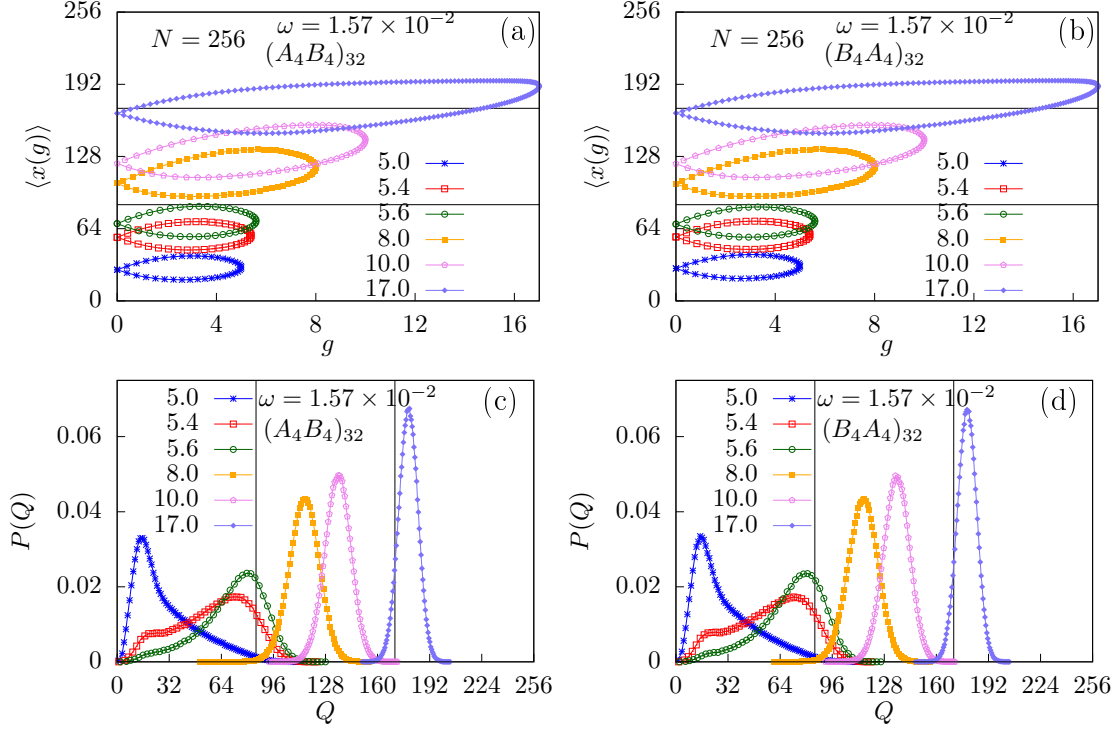 256
192
128
64
0
⟨x(g)⟩
N = 256
ω = 1.57 × 10⁻²
(a)
(A₄B₄)₃₂
5.0
5.4
5.6
8.0
10.0
17.0
0 4 8 12 16
g
256
192
128
64
0
⟨x(g)⟩
N = 256
ω = 1.57 × 10⁻²
(b)
(B₄A₄)₃₂
5.0
5.4
5.6
8.0
10.0
17.0
0 4 8 12 16
g
0.06
0.04
0.02
0
P(Q)
5.0
5.4
5.6
8.0
10.0
17.0
ω = 1.57 × 10⁻²
(c)
(A₄B₄)₃₂
0 32 64 96 128 160 192 224 256
Q
0.06
0.04
0.02
0
P(Q)
5.0
5.4
5.6
8.0
10.0
17.0
ω = 1.57 × 10⁻²
(d)
(B₄A₄)₃₂
0 32 64 96 128 160 192 224 256
Q